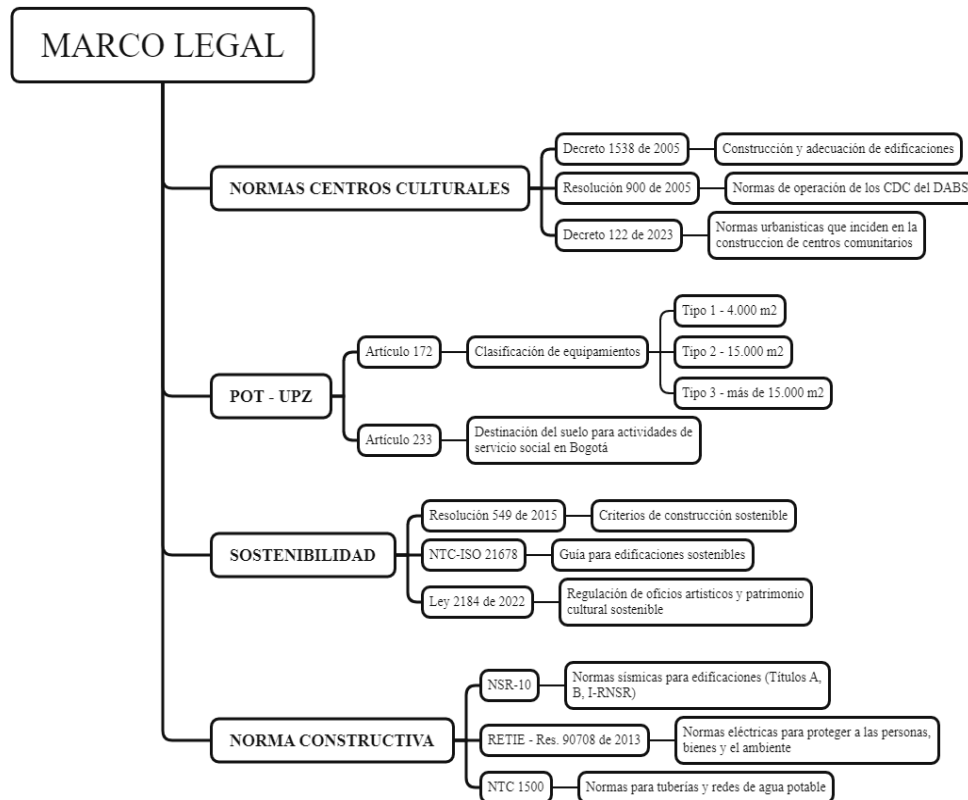 MARCO LEGAL
NORMAS CENTROS CULTURALES
Decreto 1538 de 2005
Construcción y adecuación de edificaciones
Resolución 900 de 2005
Normas de operación de los CDC del DABS
Decreto 122 de 2023
Normas urbanísticas que inciden en la
construccion de centros comunitarios
POT - UPZ
Artículo 172
Clasificación de equipamientos
Tipo 1 - 4.000 m2
Tipo 2 - 15.000 m2
Tipo 3 - más de 15.000 m2
Artículo 233
Destinación del suelo para actividades de
servicio social en Bogotá
SOSTENIBILIDAD
Resolución 549 de 2015
Criterios de construcción sostenible
NTC-ISO 21678
Guía para edificaciones sostenibles
Ley 2184 de 2022
Regulación de oficios artísticos y patrimonio
cultural sostenible
NORMA CONSTRUCTIVA
NSR-10
Normas sísmicas para edificaciones (Títulos A,
B, I-RNSR)
RETIE - Res. 90708 de 2013
Normas eléctricas para proteger a las personas,
bienes y el ambiente
NTC 1500
Normas para tuberías y redes de agua potable